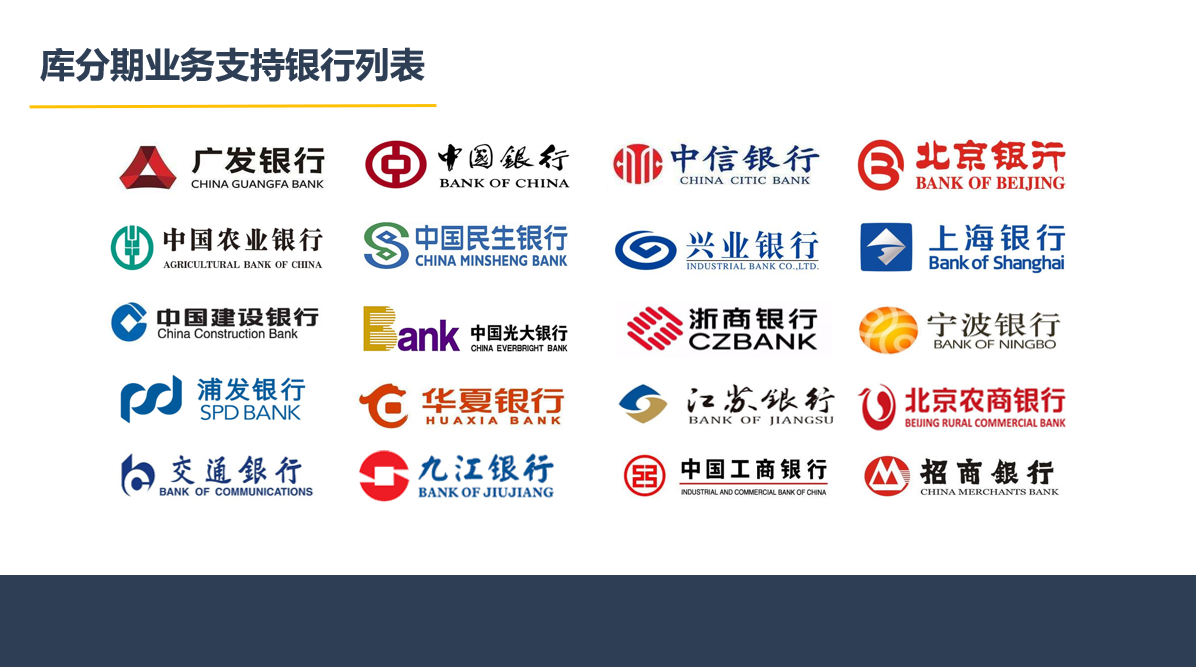 库分期业务支持银行列表
广发银行
CHINA GUANGFA BANK
中国銀行
BANK OF CHINA
中信银行
CHINA CITIC BANK
北京银行
BANK OF BEIJING
中国农业银行
AGRICULTURAL BANK OF CHINA
中国民生银行
CHINA MINSHENG BANK
兴业银行
INDUSTRIAL BANK CO.,LTD.
上海银行
Bank of Shanghai
中国建设银行
China Construction Bank
Bank
中国光大银行
CHINA EVERBRIGHT BANK
浙商银行
CZBANK
宁波银行
BANK OF NINGBO
浦发银行
SPD BANK
华夏银行
HUAXIA BANK
江苏銀行
BANK OF JIANGSU
北京农商银行
BEIJING RURAL COMMERCIAL BANK
交通銀行
BANK OF COMMUNICATIONS
九江银行
BANK OF JIUJIANG
中国工商银行
INDUSTRIAL AND COMMERCIAL BANK OF CHINA
招商銀行
CHINA MERCHANTS BANK